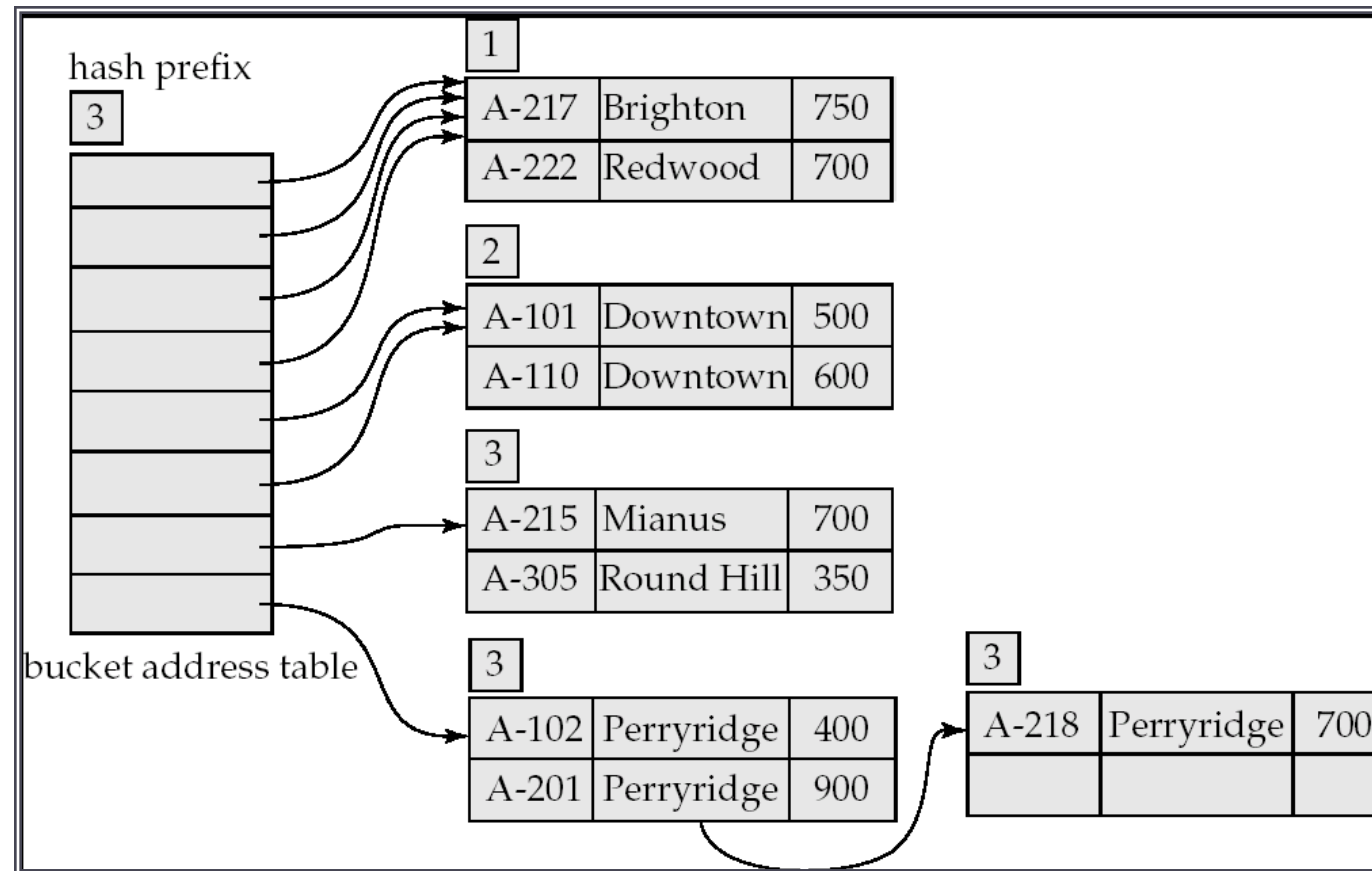 hash prefix
3
1
A-217 Brighton 750
A-222 Redwood 700
2
A-101 Downtown 500
A-110 Downtown 600
3
A-215 Mianus 700
A-305 Round Hill 350
bucket address table
3
A-102 Perryridge 400
A-201 Perryridge 900
3
A-218 Perryridge 700